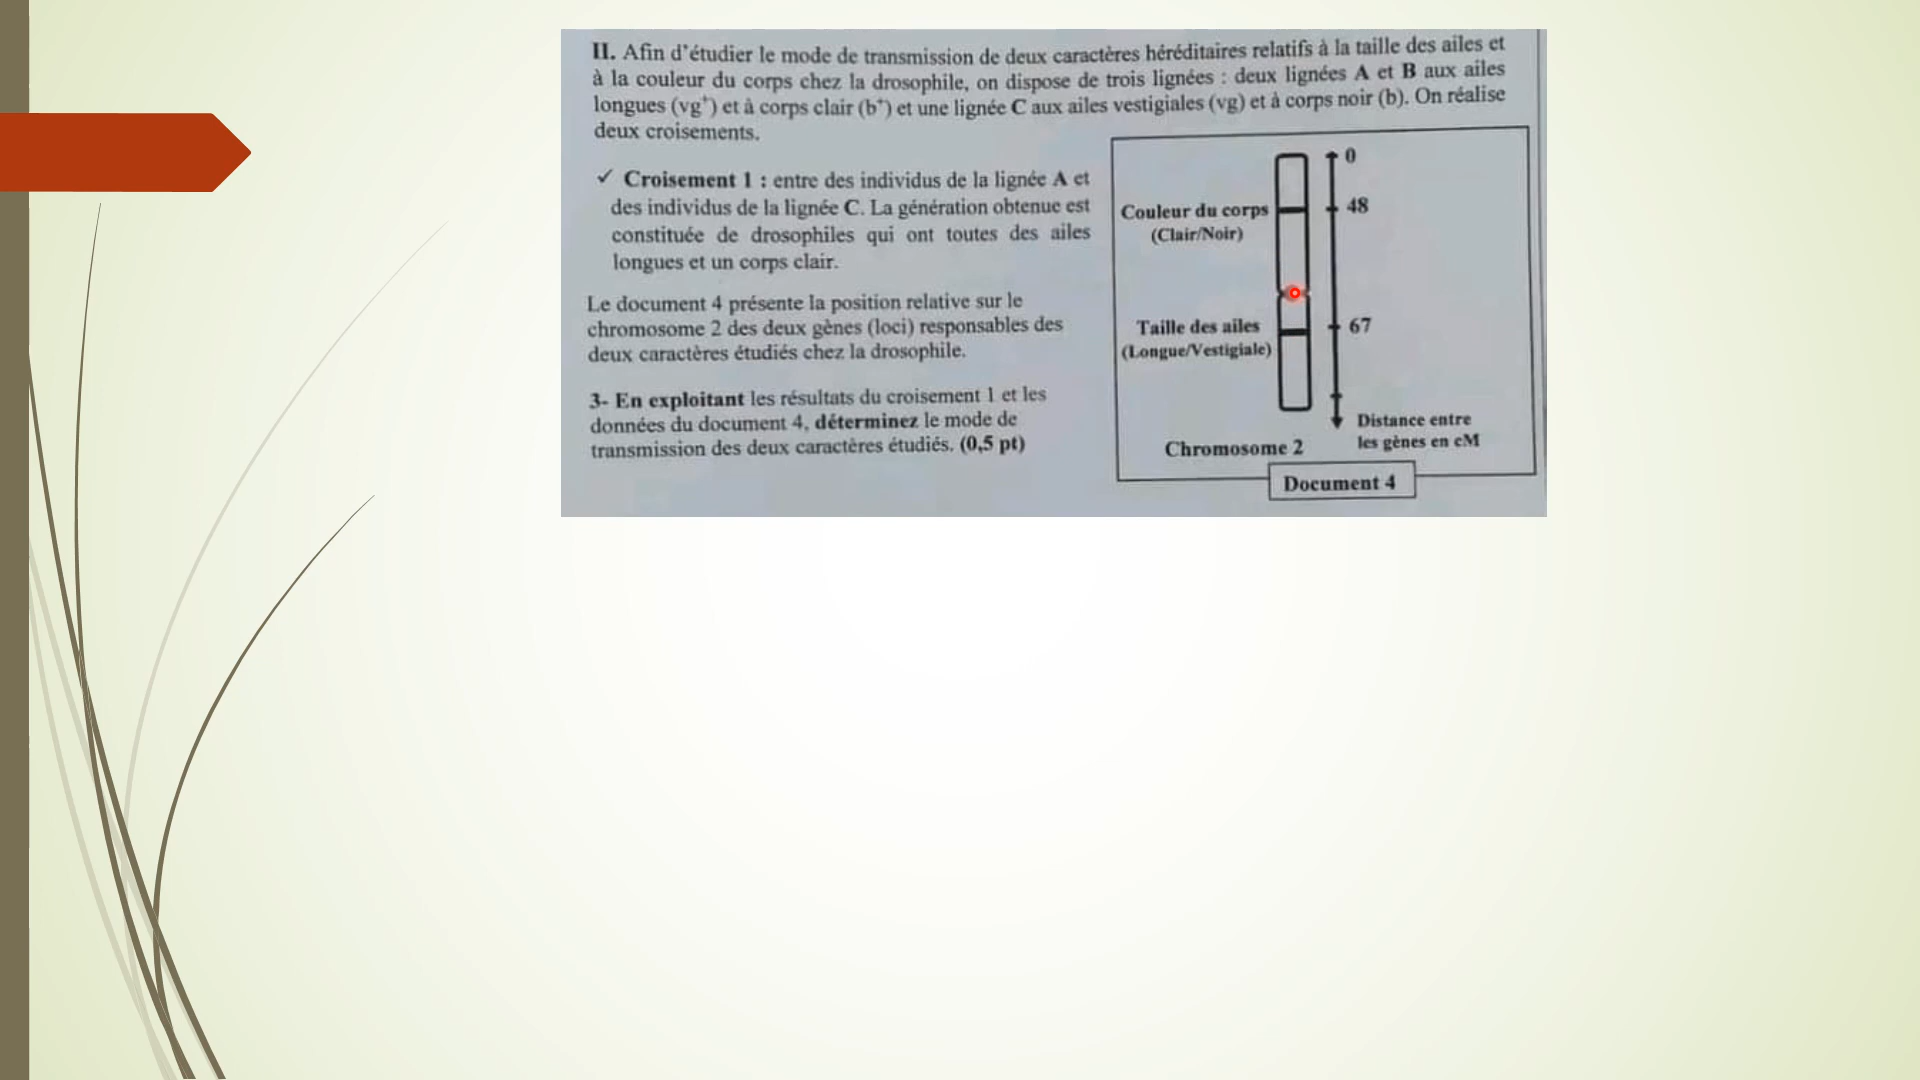 II. Afin d'étudier le mode de transmission de deux caractères héréditaires relatifs à la taille des ailes et
à la couleur du corps chez la drosophile, on dispose de trois lignées : deux lignées A et B aux ailes
longues (vg⁺) et à corps clair (b⁺) et une lignée C aux ailes vestigiales (vg) et à corps noir (b). On réalise
deux croisements.
✓ Croisement 1 : entre des individus de la lignée A et
des individus de la lignée C. La génération obtenue est
constituée de drosophiles qui ont toutes des ailes
longues et un corps clair.
Le document 4 présente la position relative sur le
chromosome 2 des deux gènes (loci) responsables des
deux caractères étudiés chez la drosophile.
3- En exploitant les résultats du croisement 1 et les
données du document 4, déterminez le mode de
transmission des deux caractères étudiés. (0,5 pt)
0
Couleur du corps
(Clair/Noir)
48
Taille des ailes
(Longue/Vestigiale)
67
Distance entre
les gènes en cM
Chromosome 2
Document 4